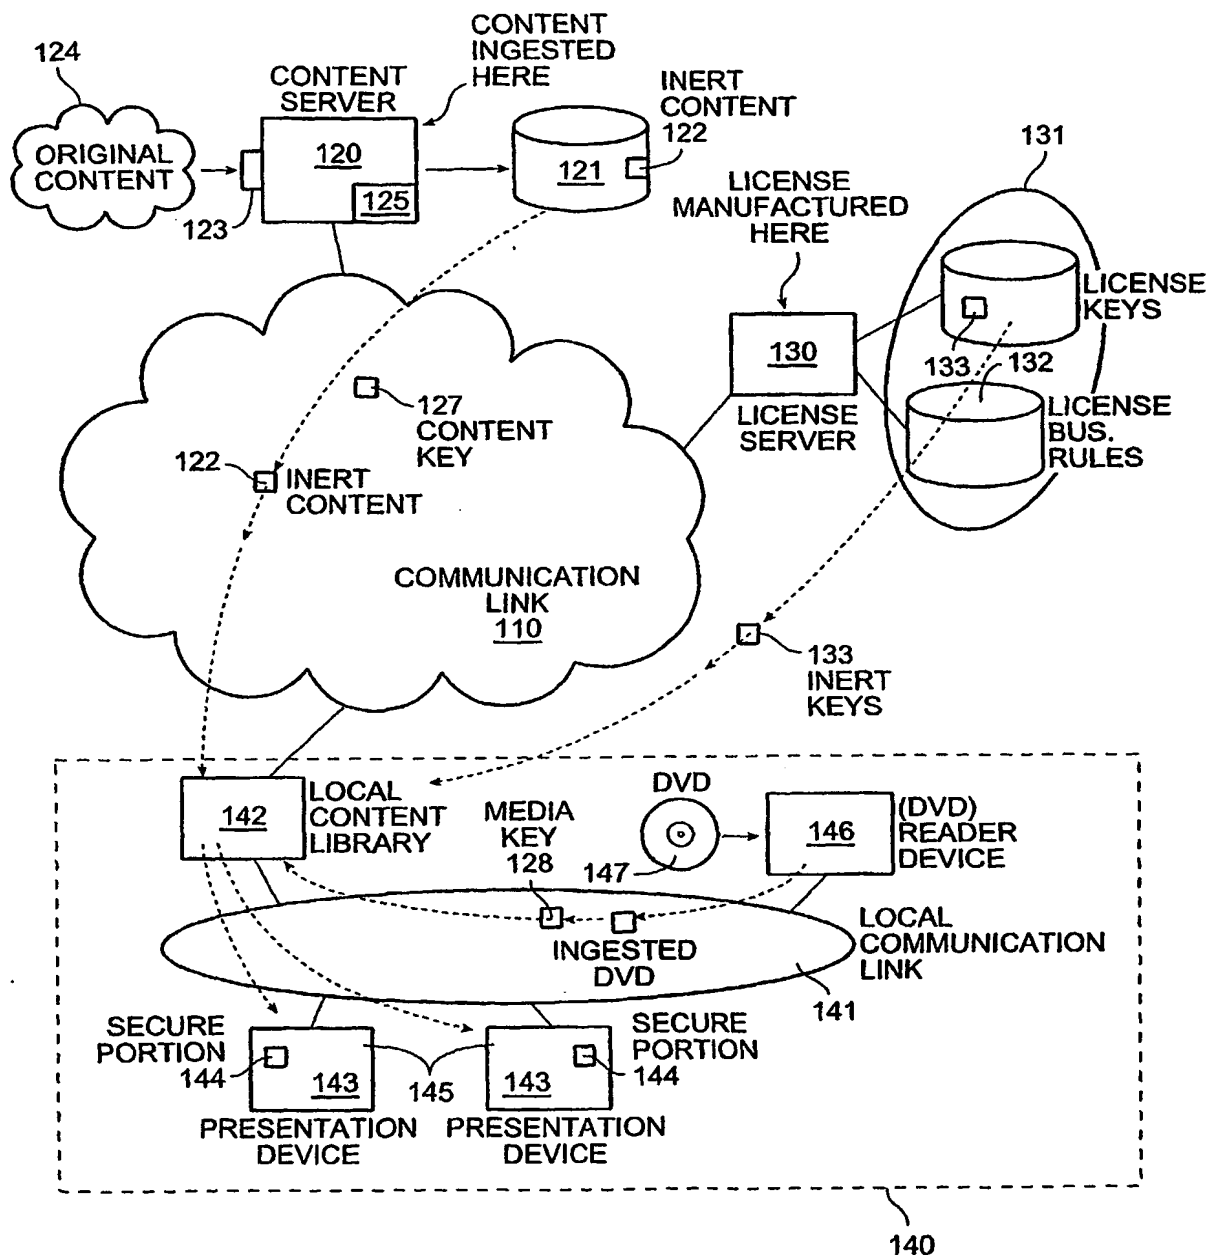 124
CONTENT
INGESTED
HERE
CONTENT
SERVER
INERT
CONTENT
122
ORIGINAL
CONTENT
120
125
123
121
131
LICENSE
MANUFACTURED
HERE
LICENSE
KEYS
133
132
130
LICENSE
SERVER
LICENSE
BUS.
RULES
127
CONTENT
KEY
122
INERT
CONTENT
COMMUNICATION
LINK
110
133
INERT
KEYS
142
LOCAL
CONTENT
LIBRARY
MEDIA
KEY
128
DVD
147
146
(DVD)
READER
DEVICE
INGESTED
DVD
LOCAL
COMMUNICATION
LINK
141
SECURE
PORTION
144
143
145
143
SECURE
PORTION
144
PRESENTATION
DEVICE
PRESENTATION
DEVICE
140